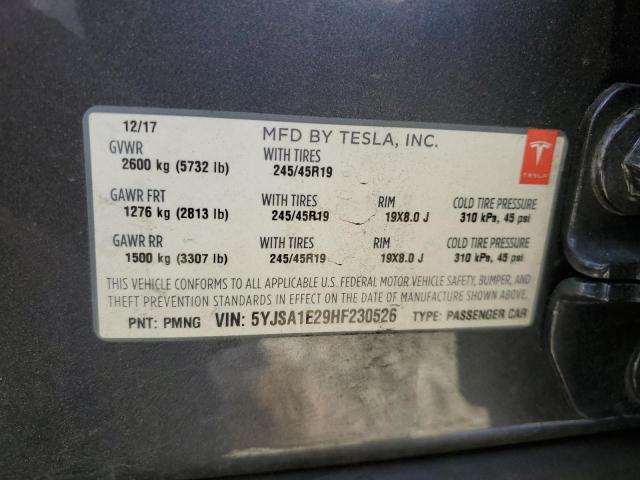 12/17
MFD BY TESLA, INC.
TESLA
GVWR WITH TIRES
2600 kg (5732 lb) 245/45R19
GAWR FRT WITH TIRES RIM COLD TIRE PRESSURE
1276 kg (2813 lb) 245/45R19 19X8.0 J 310 kPa, 45 psi
GAWR RR WITH TIRES RIM COLD TIRE PRESSURE
1500 kg (3307 lb) 245/45R19 19X8.0 J 310 kPa, 45 psi
THIS VEHICLE CONFORMS TO ALL APPLICABLE U.S. FEDERAL MOTOR VEHICLE SAFETY, BUMPER, AND
THEFT PREVENTION STANDARDS IN EFFECT ON THE DATE OF MANUFACTURE SHOWN ABOVE.
PNT: PMNG VIN: 5YJSA1E29HF230526 TYPE: PASSENGER CAR